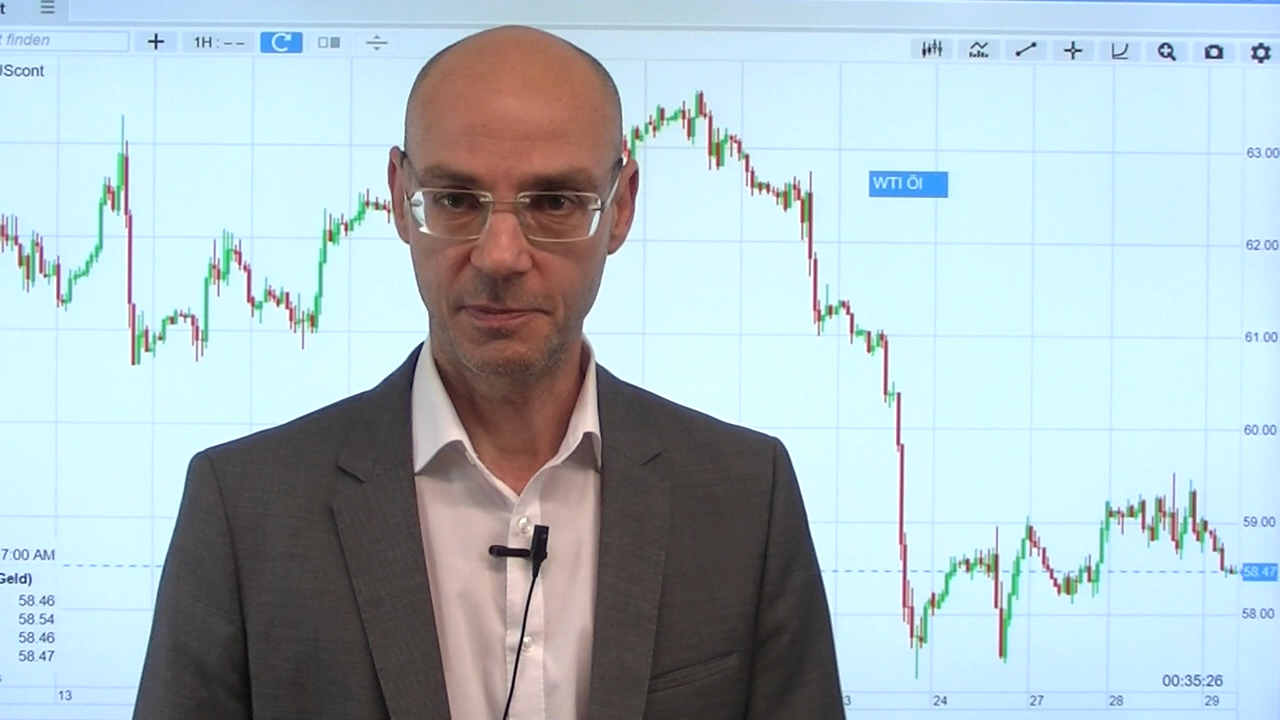 t
t finden
1H : – –
JScont
63.00
WTI Öl
62.00
61.00
60.00
59.00
7:00 AM
Geld)
58.47
58.46
58.54
58.46
58.47
58.00
00:35:26
13
3
24
27
28
29